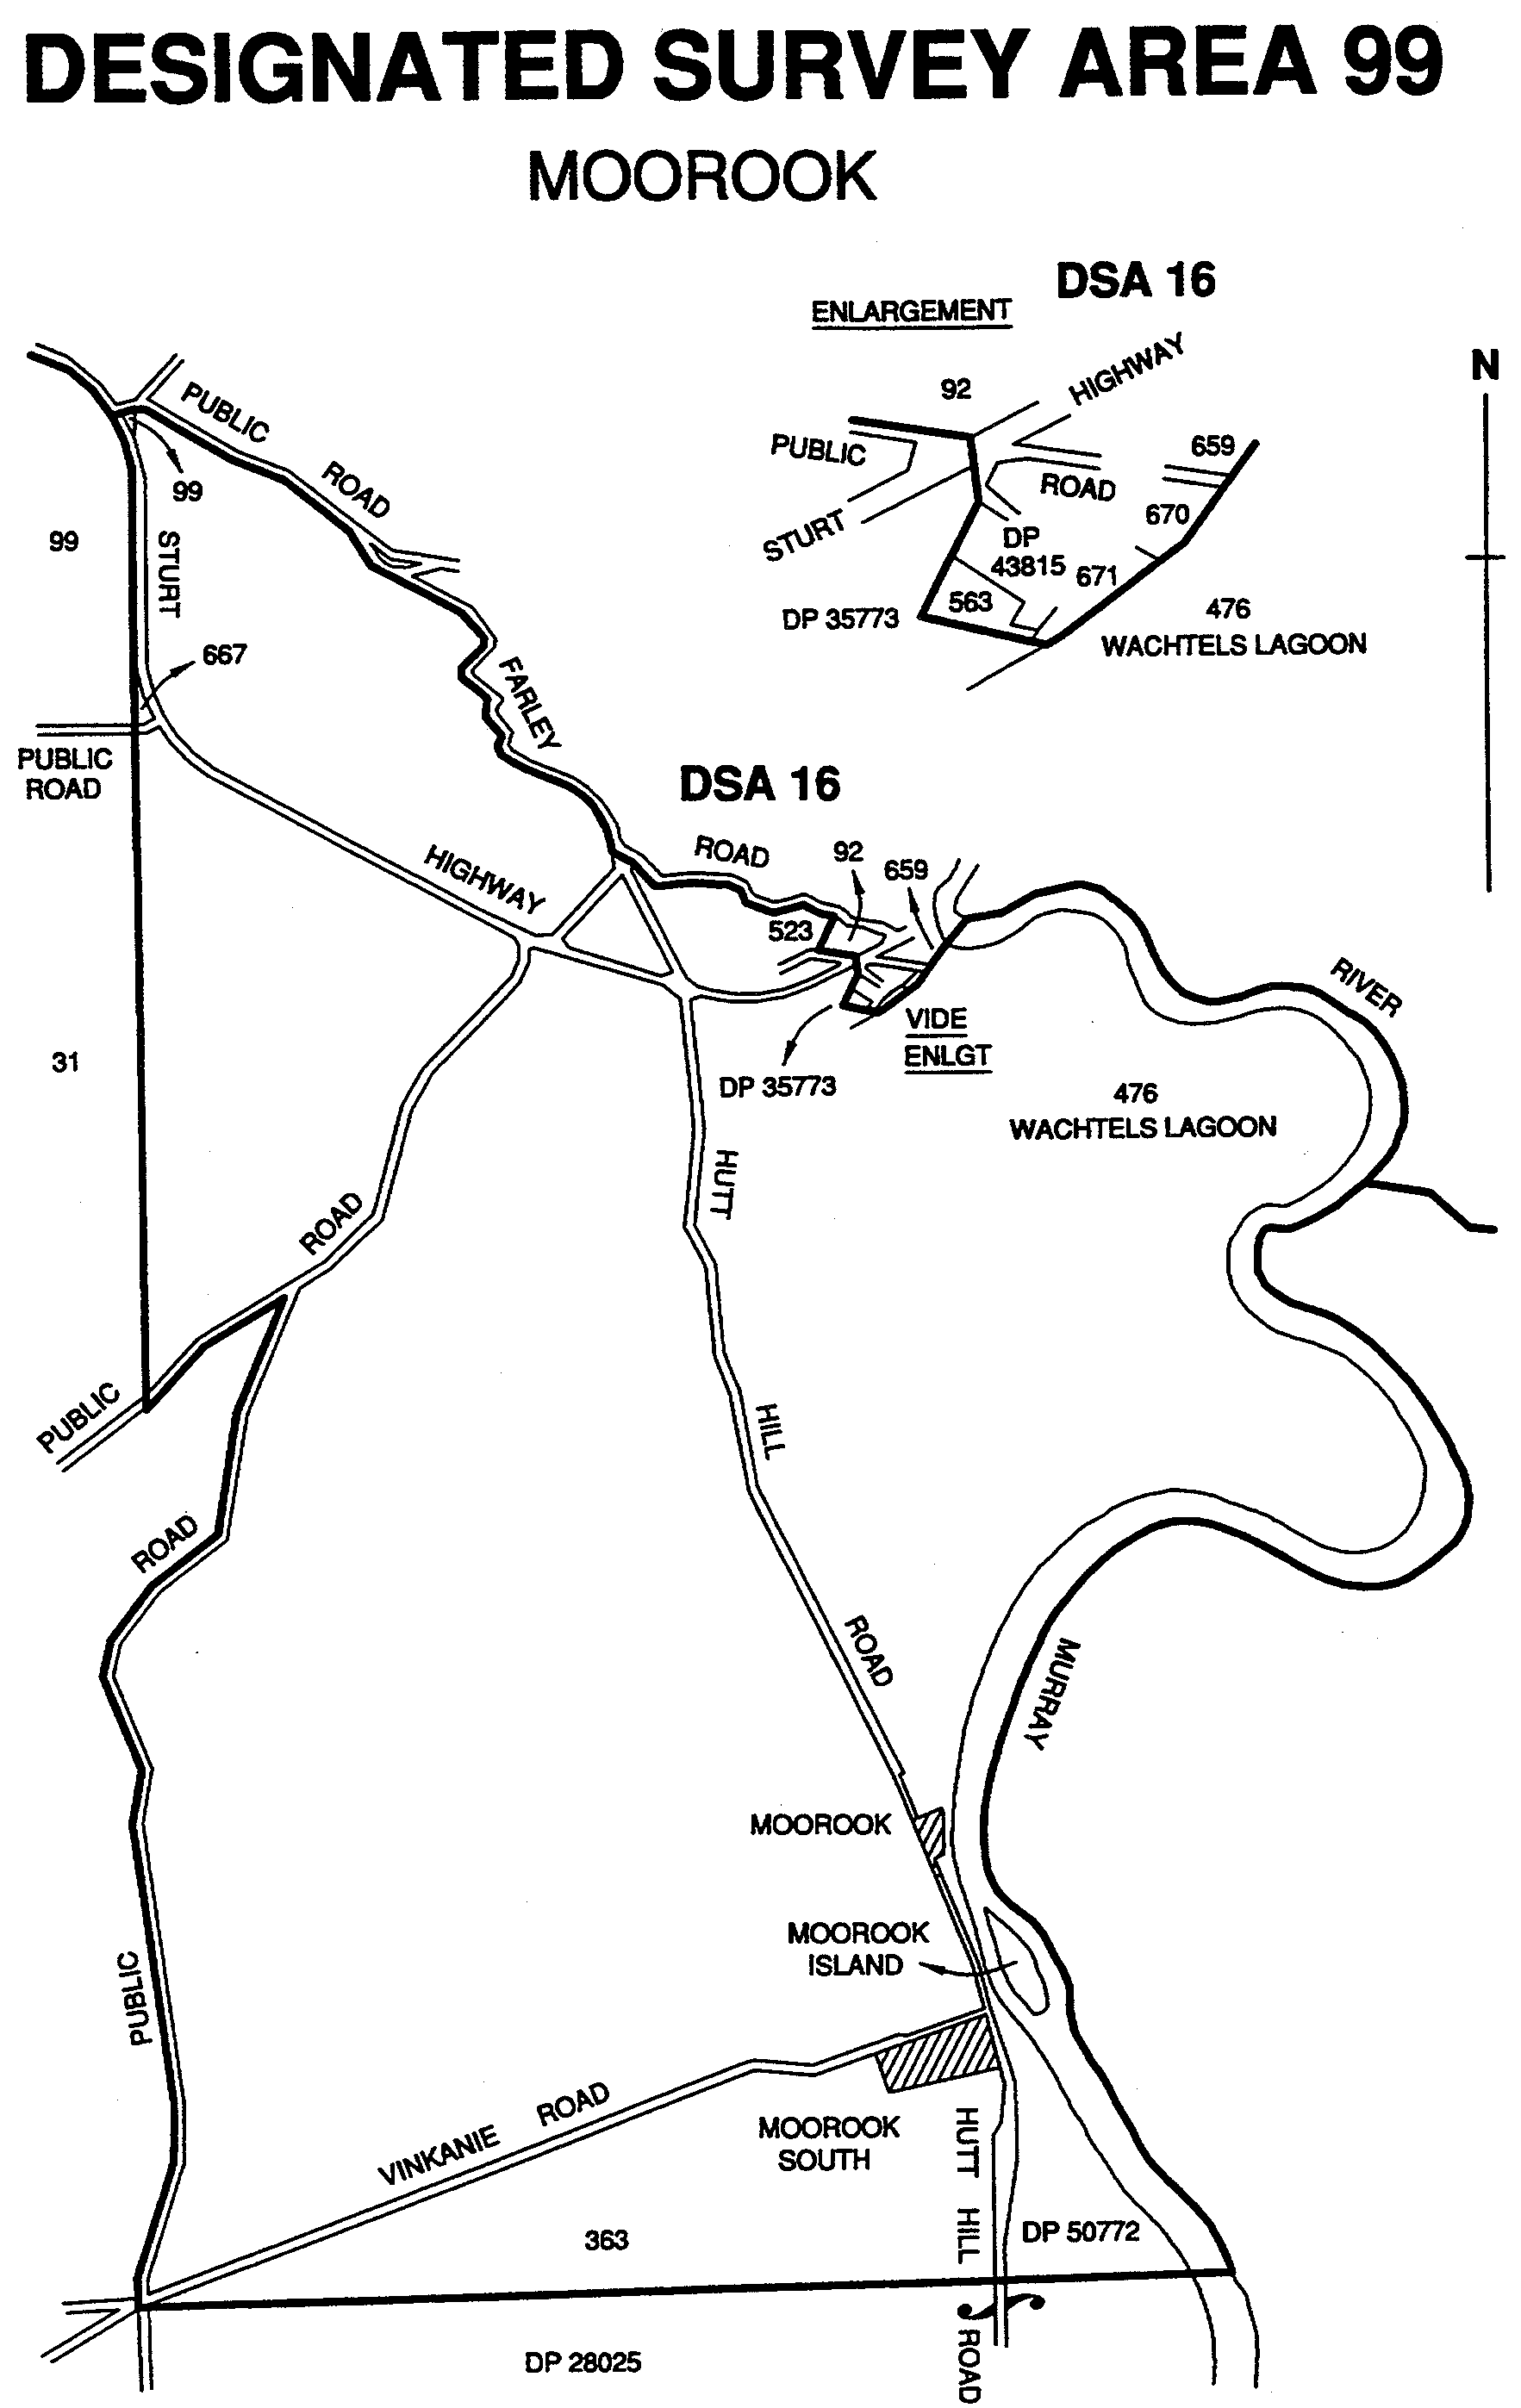 DESIGNATED SURVEY AREA 99
MOOROOK
DSA 16
ENLARGEMENT
N
HIGHWAY
92
PUBLIC
659
ROAD
STURT
670
DP
43815
671
563
DP 35773
476
WACHTELS LAGOON
PUBLIC
ROAD
99
99
STURT
667
FARLEY
PUBLIC
ROAD
DSA 16
HIGHWAY
ROAD
92
659
523
RIVER
VIDE
ENLGT
31
DP 35773
476
WACHTELS LAGOON
HUTT
ROAD
PUBLIC
HILL
ROAD
ROAD
MURRAY
MOOROOK
MOOROOK
ISLAND
PUBLIC
VINKANIE ROAD
MOOROOK
SOUTH
HUTT HILL
363
DP 50772
ROAD
DP 28025